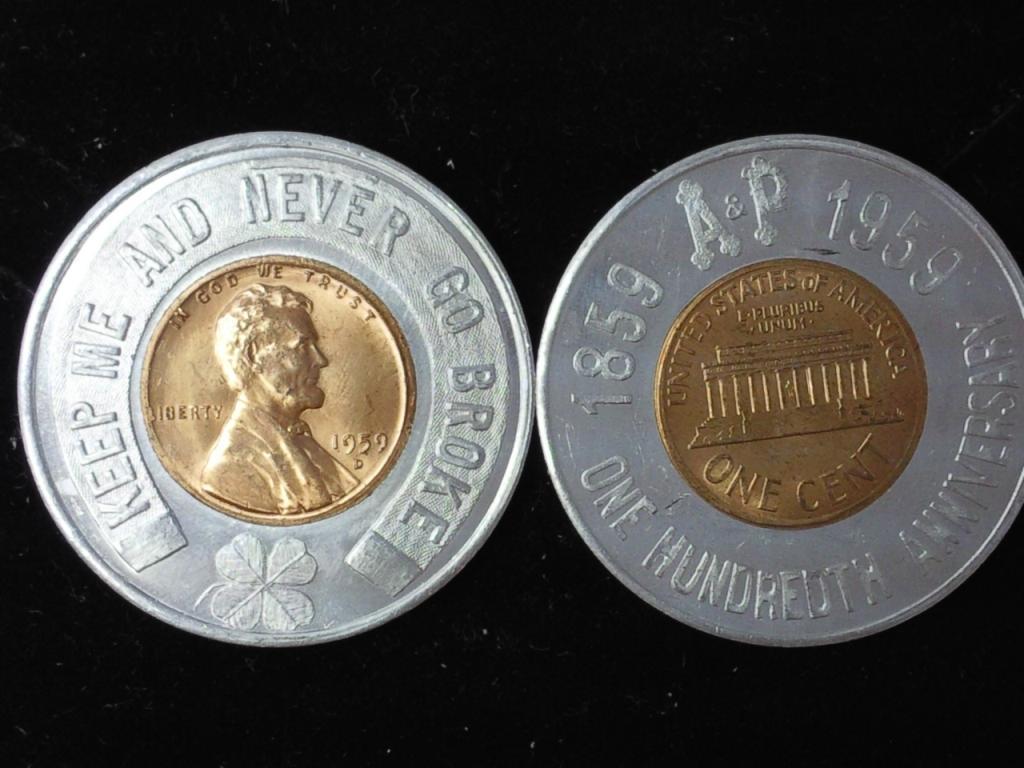 KEEP ME AND NEVER GO BROKE
IN GOD WE TRUST
LIBERTY
1959
D
1859 A&P 1959
ONE HUNDREDTH ANNIVERSARY
UNITED STATES OF AMERICA
E·PLURIBUS
·UNUM·
ONE CENT